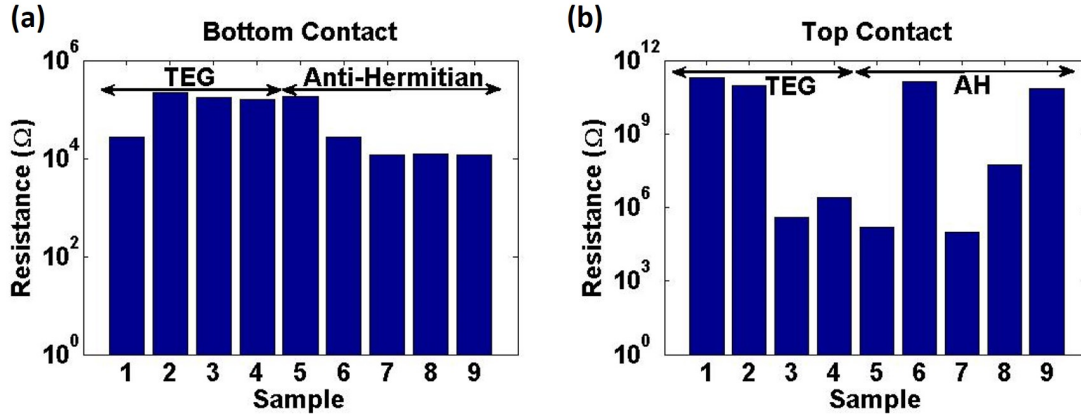 (a)
Bottom Contact
Resistance (Ω)
10^6
10^4
10^2
10^0
TEG
Anti-Hermitian
1 2 3 4 5 6 7 8 9
Sample
(b)
Top Contact
Resistance (Ω)
10^12
10^9
10^6
10^3
10^0
TEG
AH
1 2 3 4 5 6 7 8 9
Sample